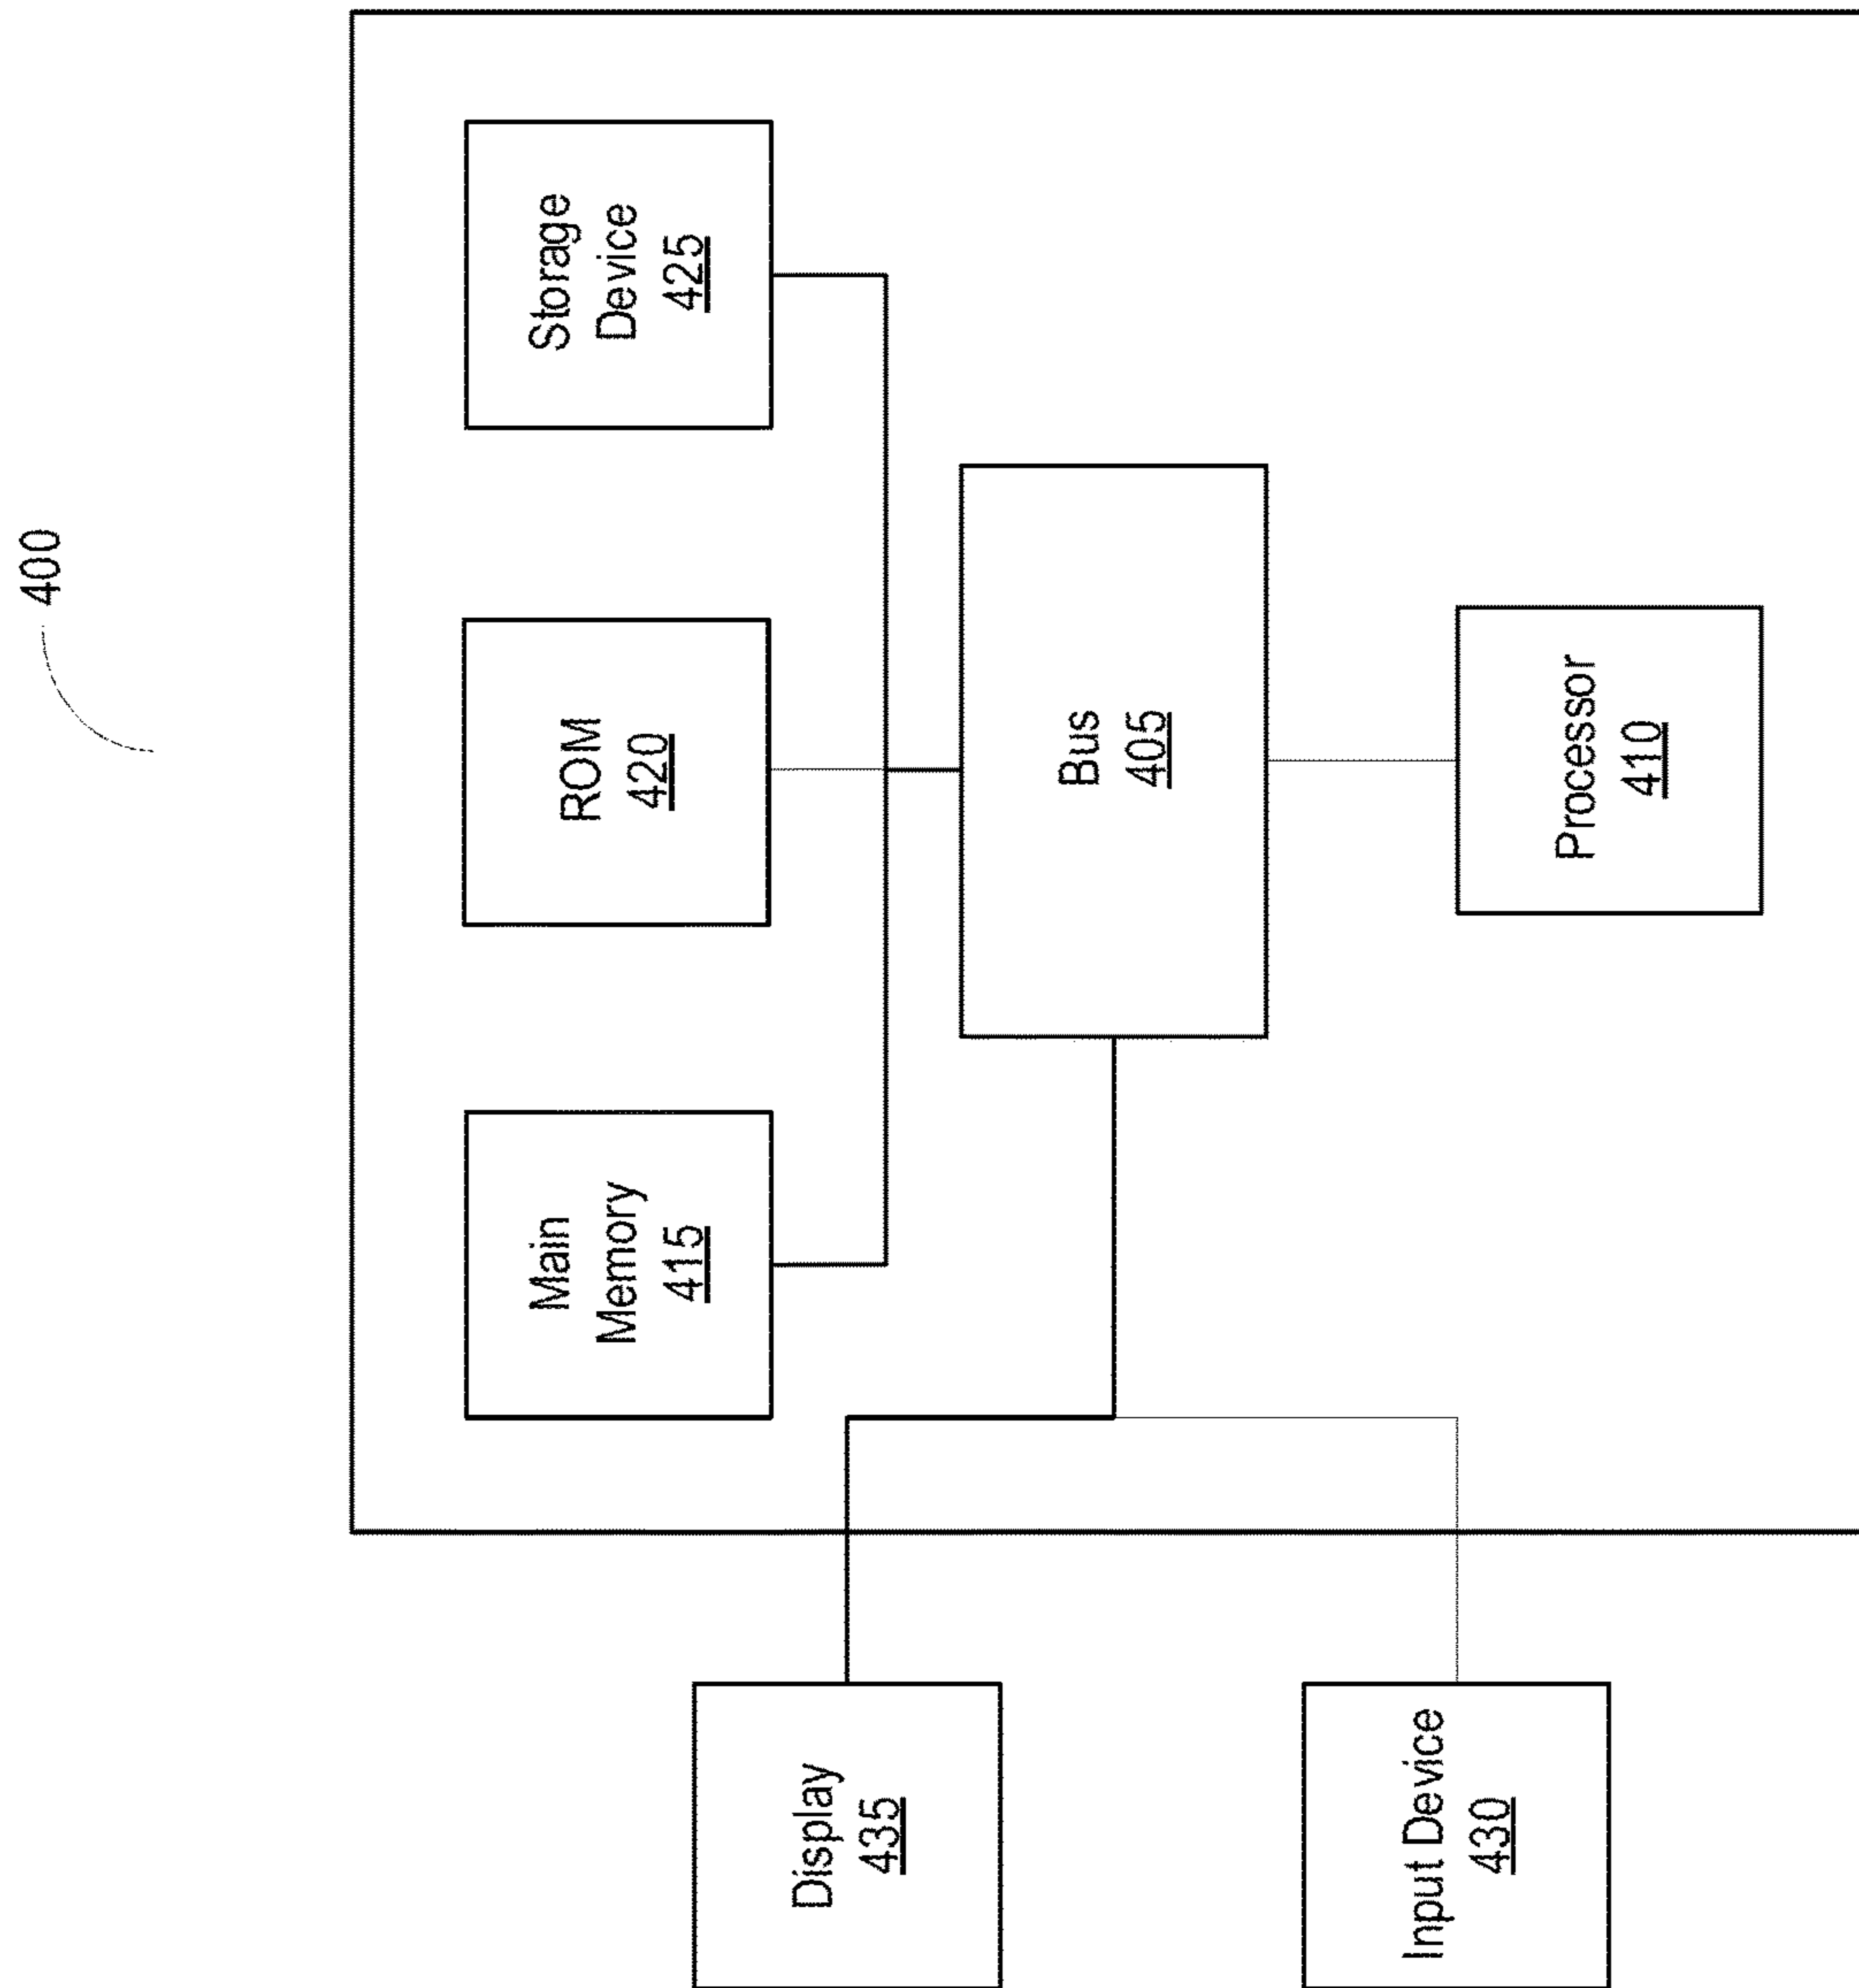 400
Display
435
Main
Memory
415
ROM
420
Storage
Device
425
Bus
405
Input Device
430
Processor
410